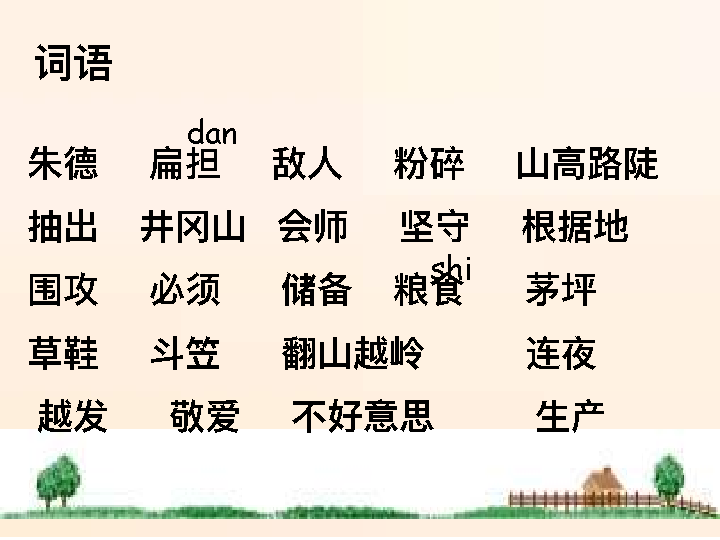 词语
dan
朱德 扁担 敌人 粉碎 山高路陡
抽出 井冈山 会师 坚守 根据地
shi
围攻 必须 储备 粮食 茅坪
草鞋 斗笠 翻山越岭 连夜
越发 敬爱 不好意思 生产